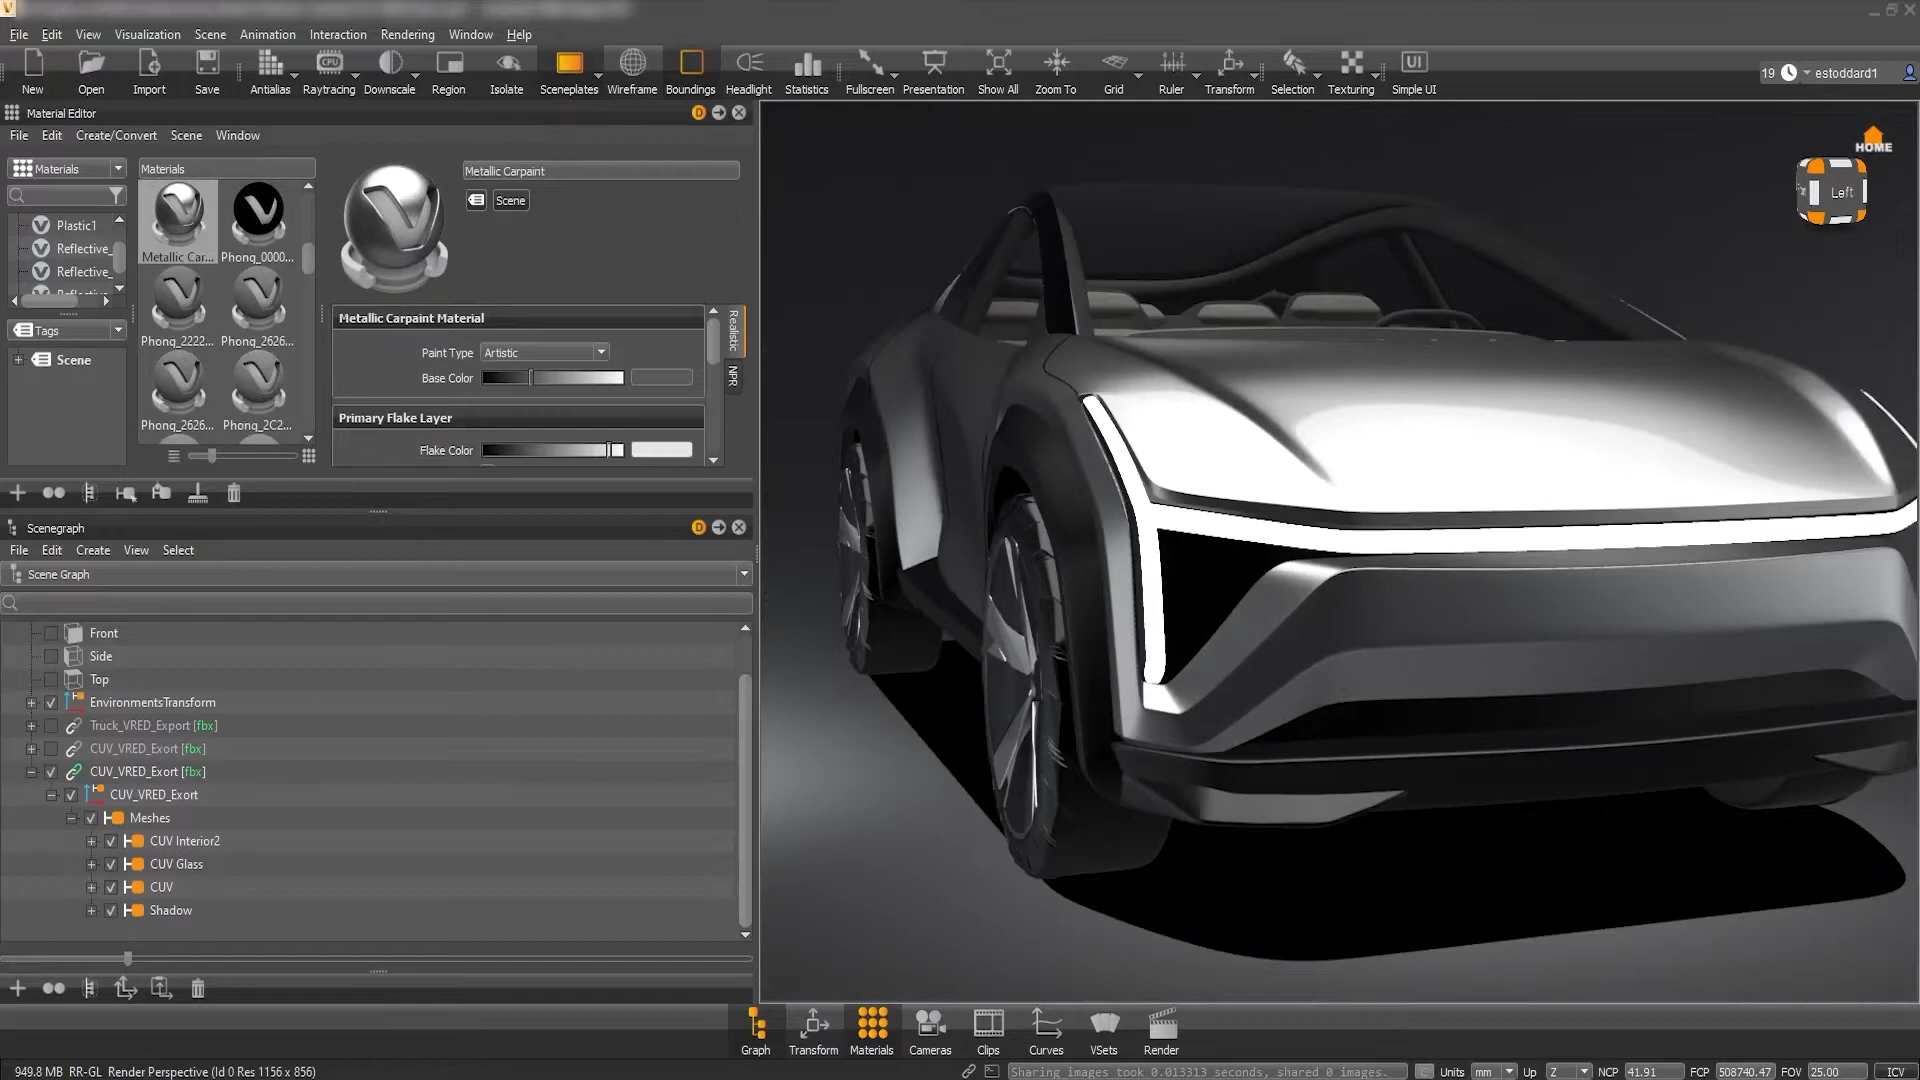 File Edit View Visualization Scene Animation Interaction Rendering Window Help
New Open Import Save Antialias Raytracing Downscale Region Isolate Sceneplates Wireframe Boundings Headlight Statistics Fullscreen Presentation Show All Zoom To Grid Ruler Transform Selection Texturing Simple UI
CPU
UI
19 estoddard1
Material Editor
D
File Edit Create/Convert Scene Window
Materials
Materials
Metallic Carpaint
Scene
Plastic1
Reflective_
Reflective_
Metallic Car...
Phong_0000...
Tags
Scene
Phong_2222...
Phong_2626...
Phong_2626...
Phong_2C2...
Metallic Carpaint Material
Paint Type Artistic
Base Color
Primary Flake Layer
Flake Color
Realistic
NPR
HOME
Left
Scenegraph
D
File Edit Create View Select
Scene Graph
Front
Side
Top
EnvironmentsTransform
Truck_VRED_Export [fbx]
CUV_VRED_Exort [fbx]
CUV_VRED_Exort [fbx]
CUV_VRED_Exort
Meshes
CUV Interior2
CUV Glass
CUV
Shadow
Graph Transform Materials Cameras Clips Curves VSets Render
949.8 MB RR-GL Render Perspective (Id 0 Res 1156 x 856)
Sharing images took 0.013313 seconds, shared 0 images.
C Units mm Up Z NCP 41.91 FCP 508740.47 FOV 25.00 ICV